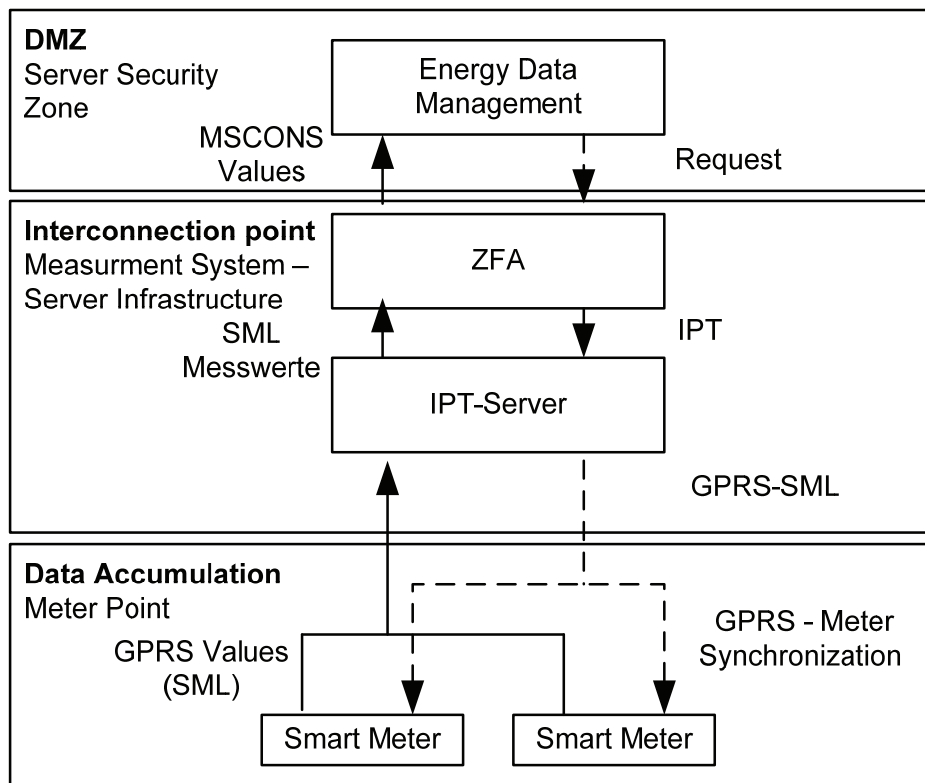 DMZ
Server Security
Zone
Energy Data
Management
MSCONS
Values
Request
Interconnection point
Measurment System –
Server Infrastructure
ZFA
SML
Messwerte
IPT
IPT-Server
GPRS-SML
Data Accumulation
Meter Point
GPRS Values
(SML)
GPRS - Meter
Synchronization
Smart Meter
Smart Meter